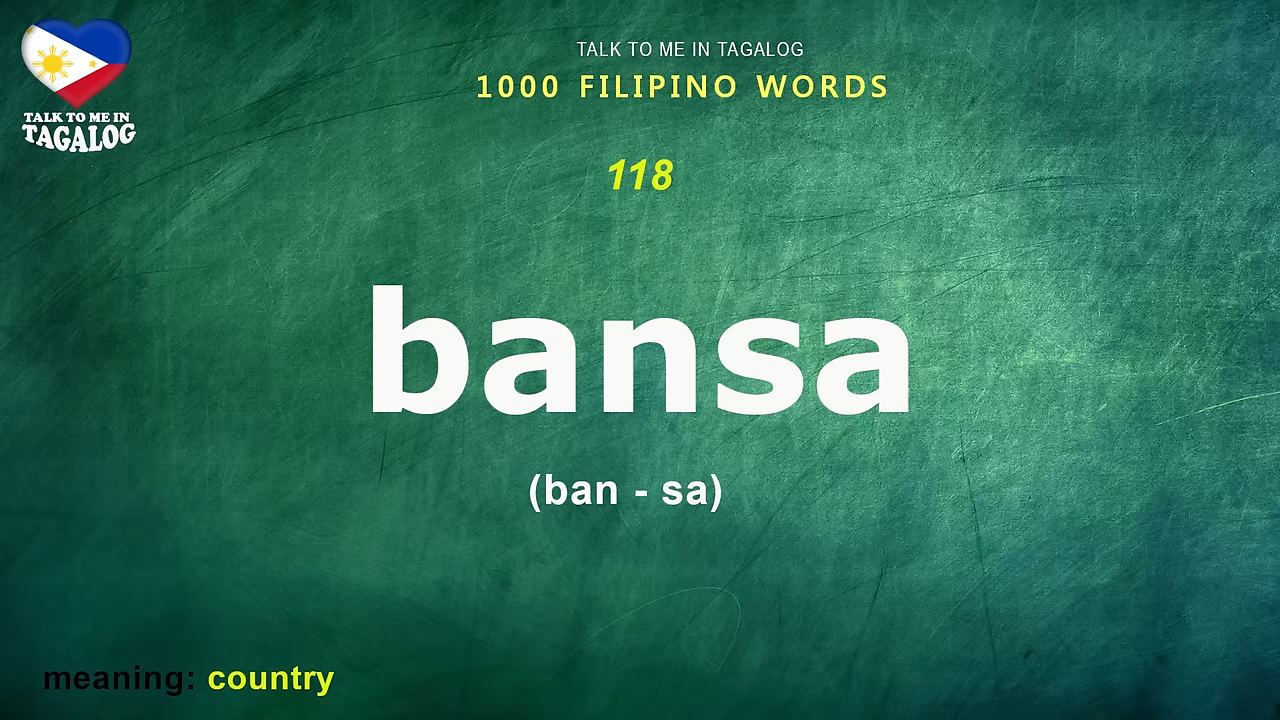 TALK TO ME IN
TAGALOG
TALK TO ME IN TAGALOG
1000 FILIPINO WORDS
118
bansa
(ban - sa)
meaning: country